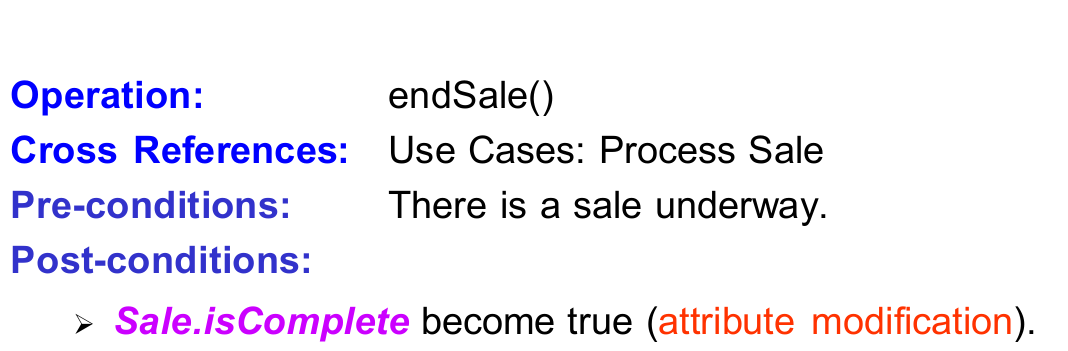 Operation: endSale()
Cross References: Use Cases: Process Sale
Pre-conditions: There is a sale underway.
Post-conditions:
➢ Sale.isComplete become true (attribute modification).